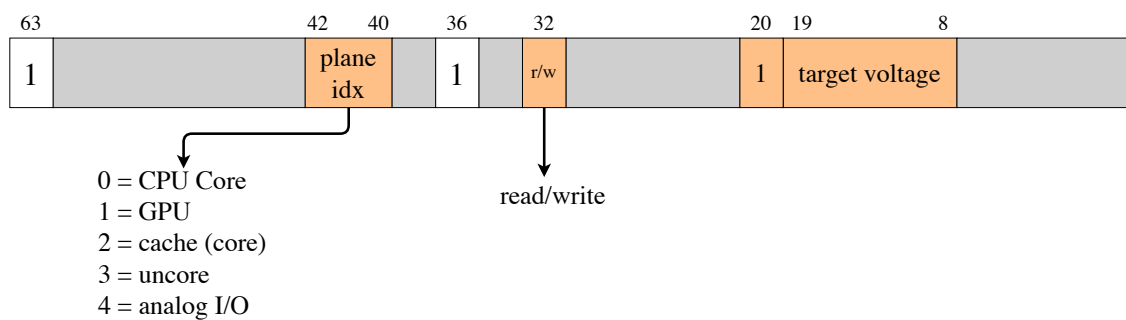 63 42 40 36 32 20 19 8
1 plane idx 1 r/w 1 target voltage
0 = CPU Core
1 = GPU
2 = cache (core)
3 = uncore
4 = analog I/O
read/write